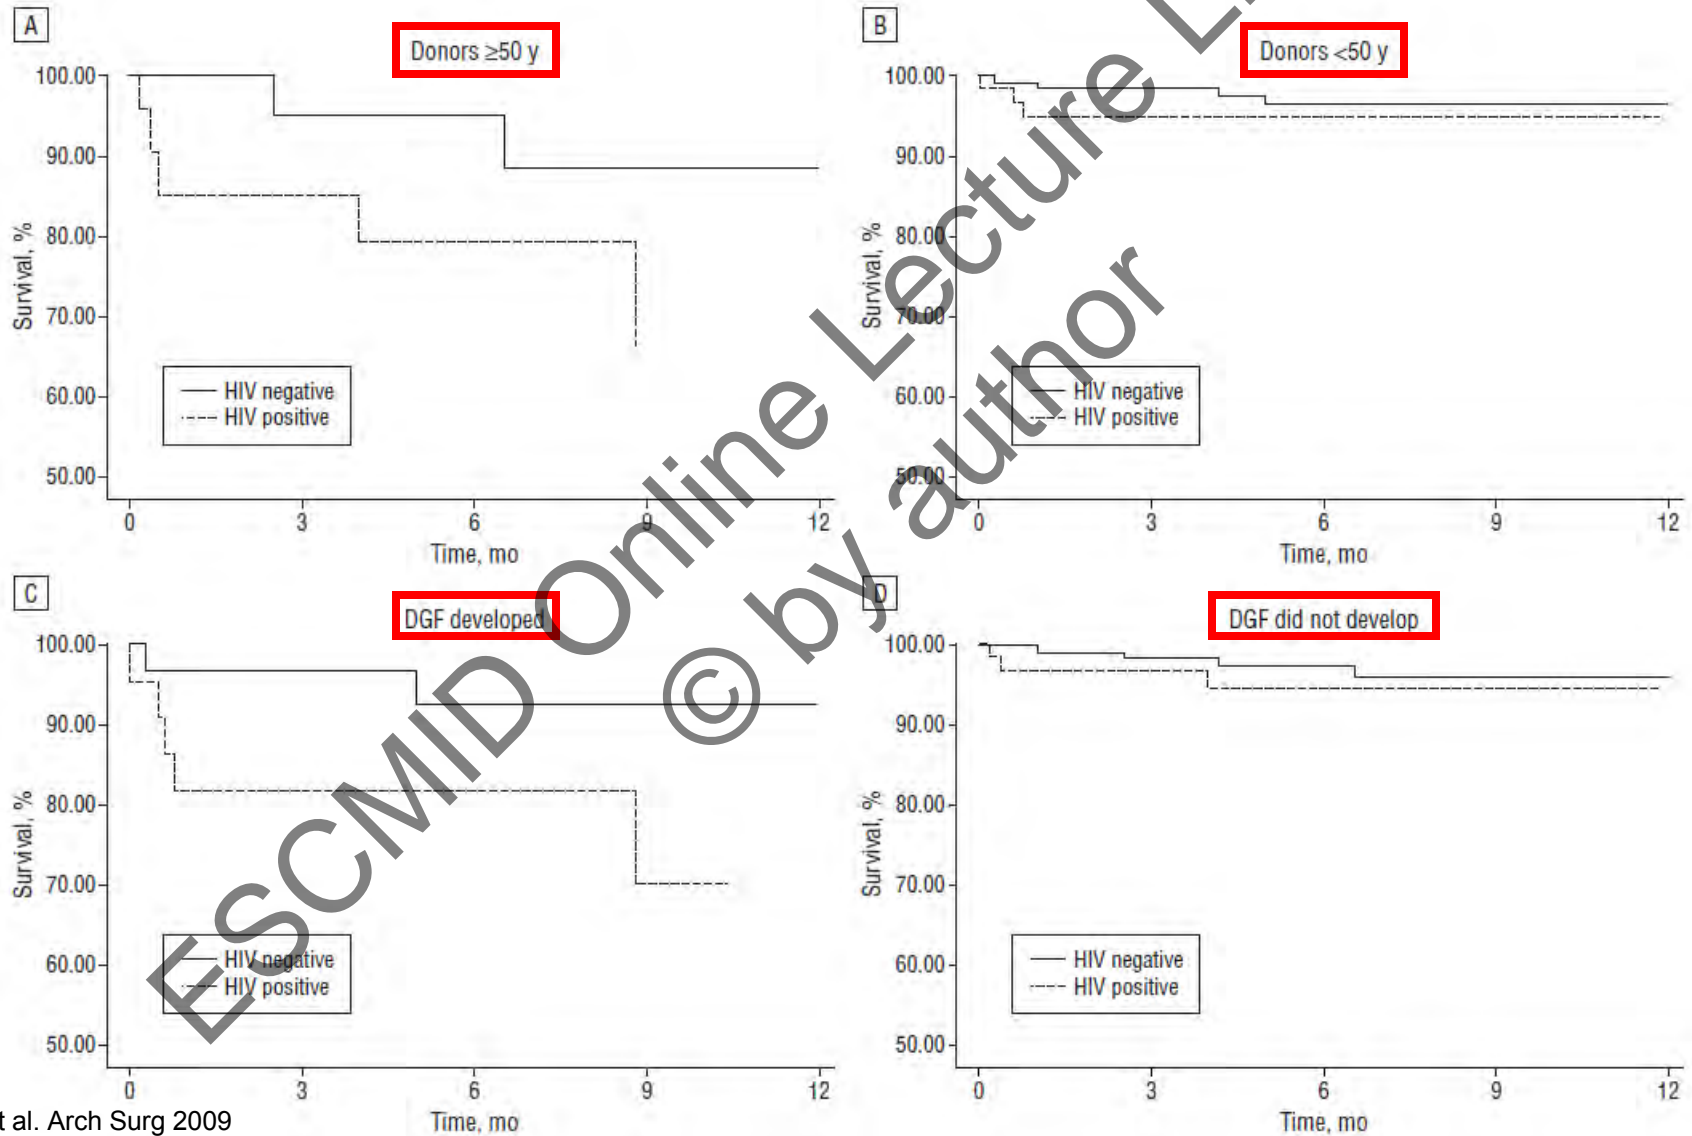 A
Donors ≥50 y
100.00
90.00
80.00
70.00
60.00
50.00
Survival, %
HIV negative
HIV positive
0 3 6 9 12
Time, mo
B
Donors <50 y
100.00
90.00
80.00
70.00
60.00
50.00
Survival, %
HIV negative
HIV positive
0 3 6 9 12
Time, mo
C
DGF developed
100.00
90.00
80.00
70.00
60.00
50.00
Survival, %
HIV negative
HIV positive
0 3 6 9 12
Time, mo
D
DGF did not develop
100.00
90.00
80.00
70.00
60.00
50.00
Survival, %
HIV negative
HIV positive
0 3 6 9 12
Time, mo
t al. Arch Surg 2009
ESCMID Online Lecture
© by author